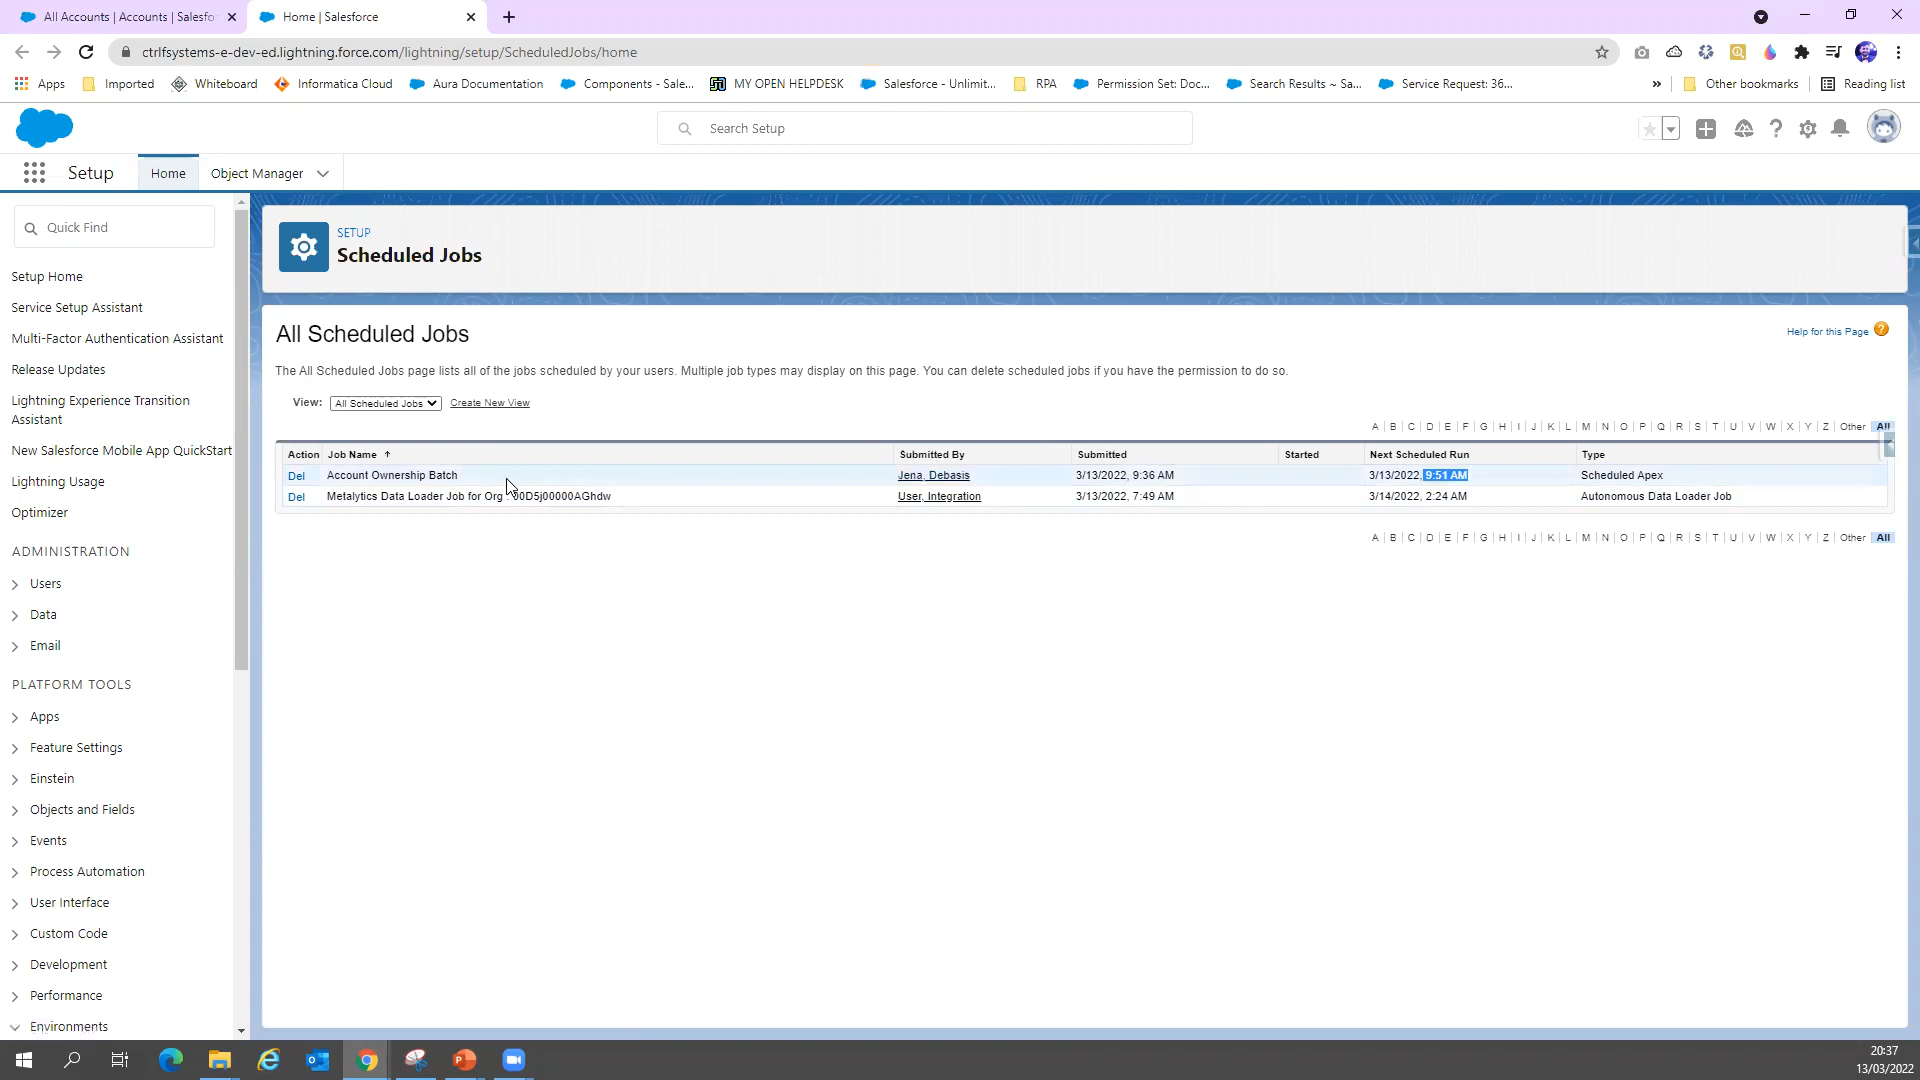 All Accounts | Accounts | Salesfo
Home | Salesforce
ctrlfsystems-e-dev-ed.lightning.force.com/lightning/setup/ScheduledJobs/home
Apps
Imported
Whiteboard
Informatica Cloud
Aura Documentation
Components - Sale...
MY OPEN HELPDESK
Salesforce - Unlimit...
RPA
Permission Set: Doc...
Search Results ~ Sa...
Service Request: 36...
»
Other bookmarks
Reading list
Search Setup
Setup
Home
Object Manager
Quick Find
Setup Home
Service Setup Assistant
Multi-Factor Authentication Assistant
Release Updates
Lightning Experience Transition
Assistant
New Salesforce Mobile App QuickStart
Lightning Usage
Optimizer
ADMINISTRATION
Users
Data
Email
PLATFORM TOOLS
Apps
Feature Settings
Einstein
Objects and Fields
Events
Process Automation
User Interface
Custom Code
Development
Performance
Environments
SETUP
Scheduled Jobs
All Scheduled Jobs
Help for this Page ?
The All Scheduled Jobs page lists all of the jobs scheduled by your users. Multiple job types may display on this page. You can delete scheduled jobs if you have the permission to do so.
View: All Scheduled Jobs Create New View
A | B | C | D | E | F | G | H | I | J | K | L | M | N | O | P | Q | R | S | T | U | V | W | X | Y | Z | Other | All
Action Job Name ↑ Submitted By Submitted Started Next Scheduled Run Type
Del Account Ownership Batch Jena, Debasis 3/13/2022, 9:36 AM 3/13/2022, 9:51 AM Scheduled Apex
Del Metalytics Data Loader Job for Org : 00D5j00000AGhdw User, Integration 3/13/2022, 7:49 AM 3/14/2022, 2:24 AM Autonomous Data Loader Job
A | B | C | D | E | F | G | H | I | J | K | L | M | N | O | P | Q | R | S | T | U | V | W | X | Y | Z | Other | All
20:37
13/03/2022